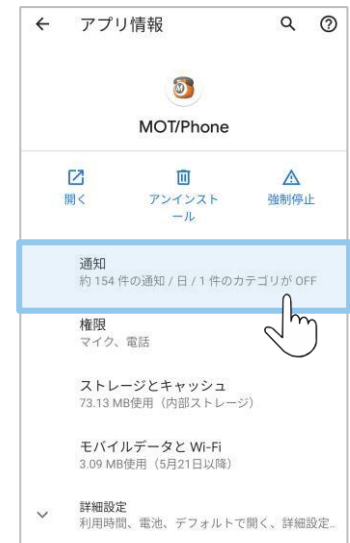 アプリ情報
MOT/Phone
開く
アンインスト
ール
強制停止
通知
約 154 件の通知 / 日 / 1 件のカテゴリが OFF
権限
マイク、電話
ストレージとキャッシュ
73.13 MB使用（内部ストレージ）
モバイルデータと Wi-Fi
3.09 MB使用（5月21日以降）
詳細設定
利用時間、電池、デフォルトで開く、詳細設定..